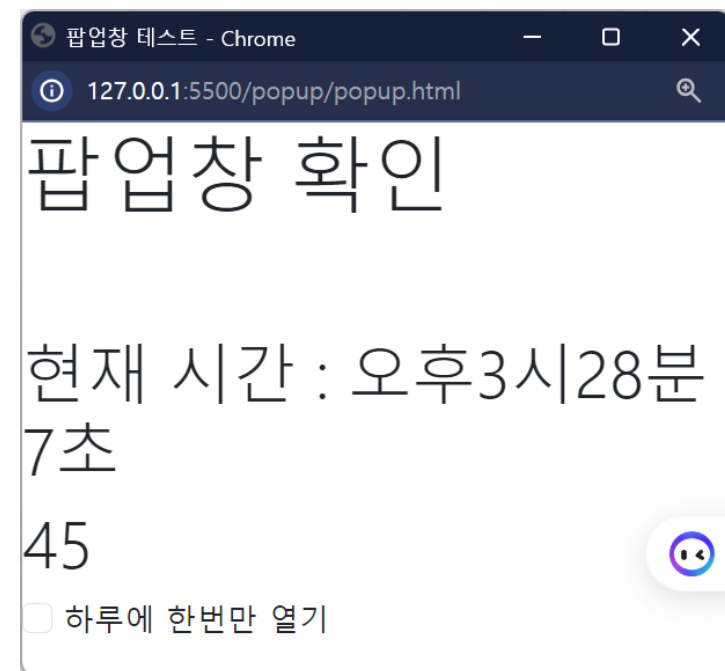 팝업창 테스트 - Chrome
127.0.0.1:5500/popup/popup.html
팝업창 확인
현재 시간 : 오후3시28분
7초
45
하루에 한번만 열기